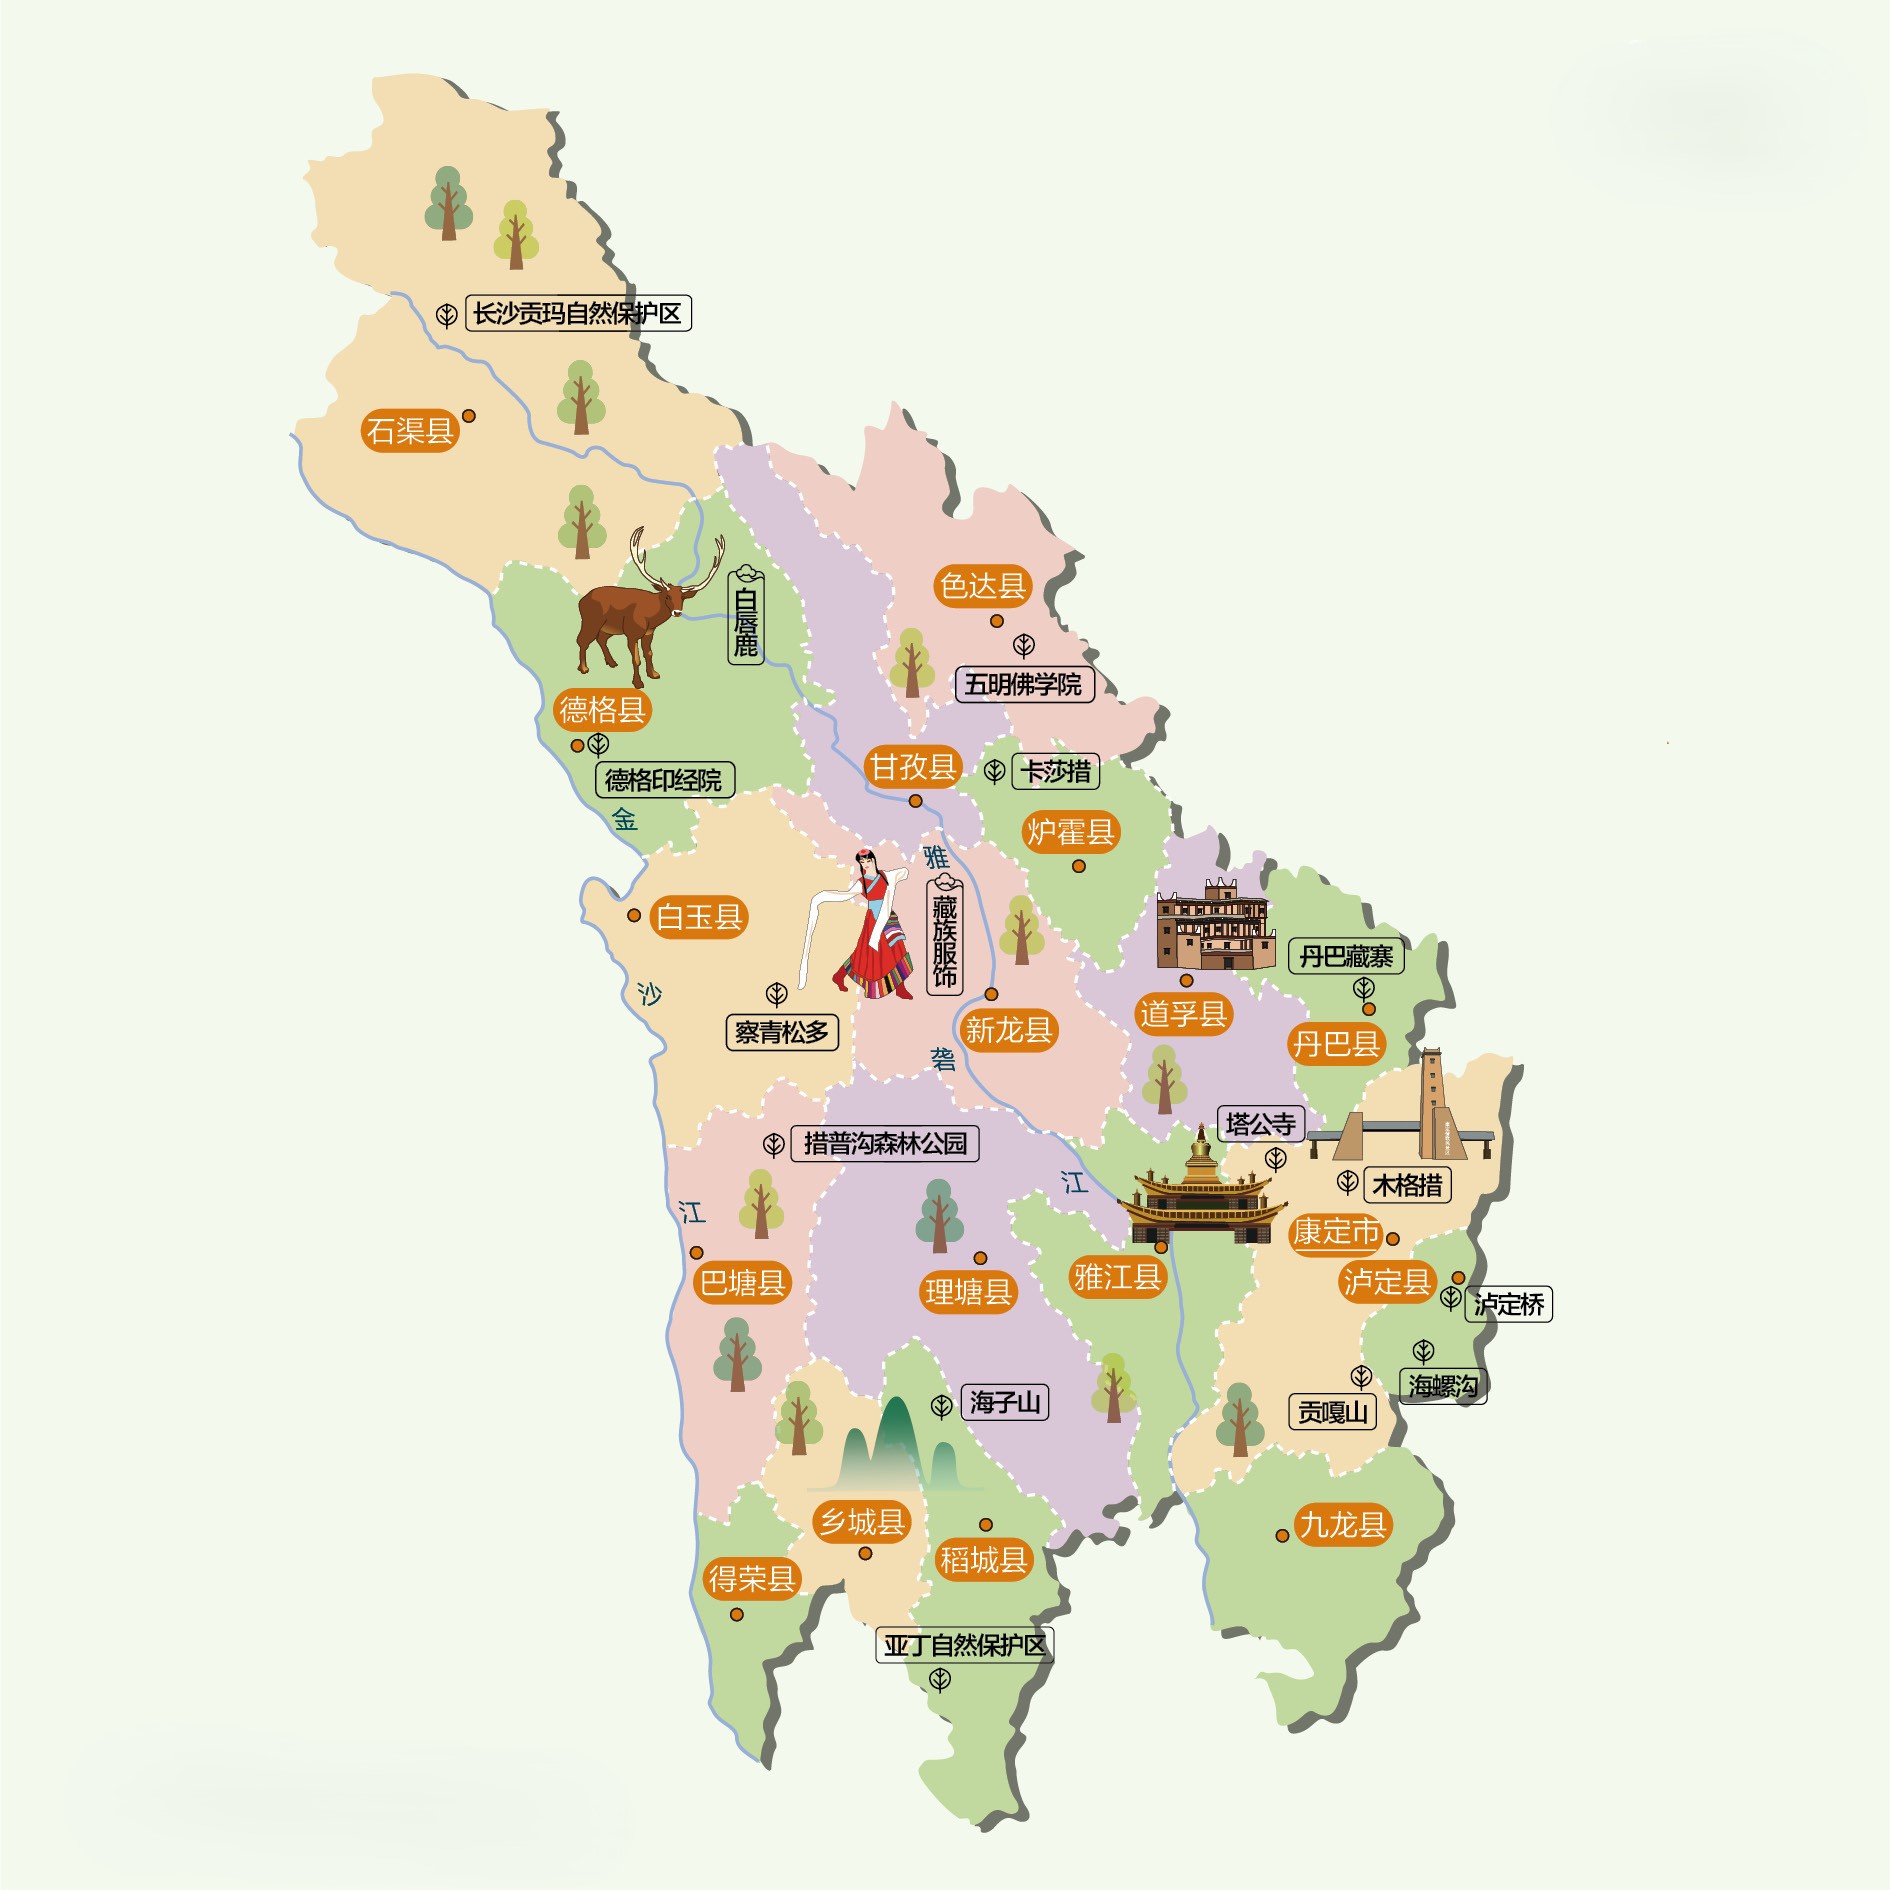 长沙贡玛自然保护区
石渠县
色达县
白唇鹿
五明佛学院
德格县
德格印经院
甘孜县
卡莎措
金
炉霍县
雅
白玉县
藏族服饰
丹巴藏寨
沙
察青松多
新龙县
道孚县
丹巴县
砻
塔公寺
措普沟森林公园
木格措
江
江
康定市
巴塘县
理塘县
雅江县
泸定县
泸定桥
海子山
海螺沟
贡嘎山
乡城县
稻城县
九龙县
得荣县
亚丁自然保护区